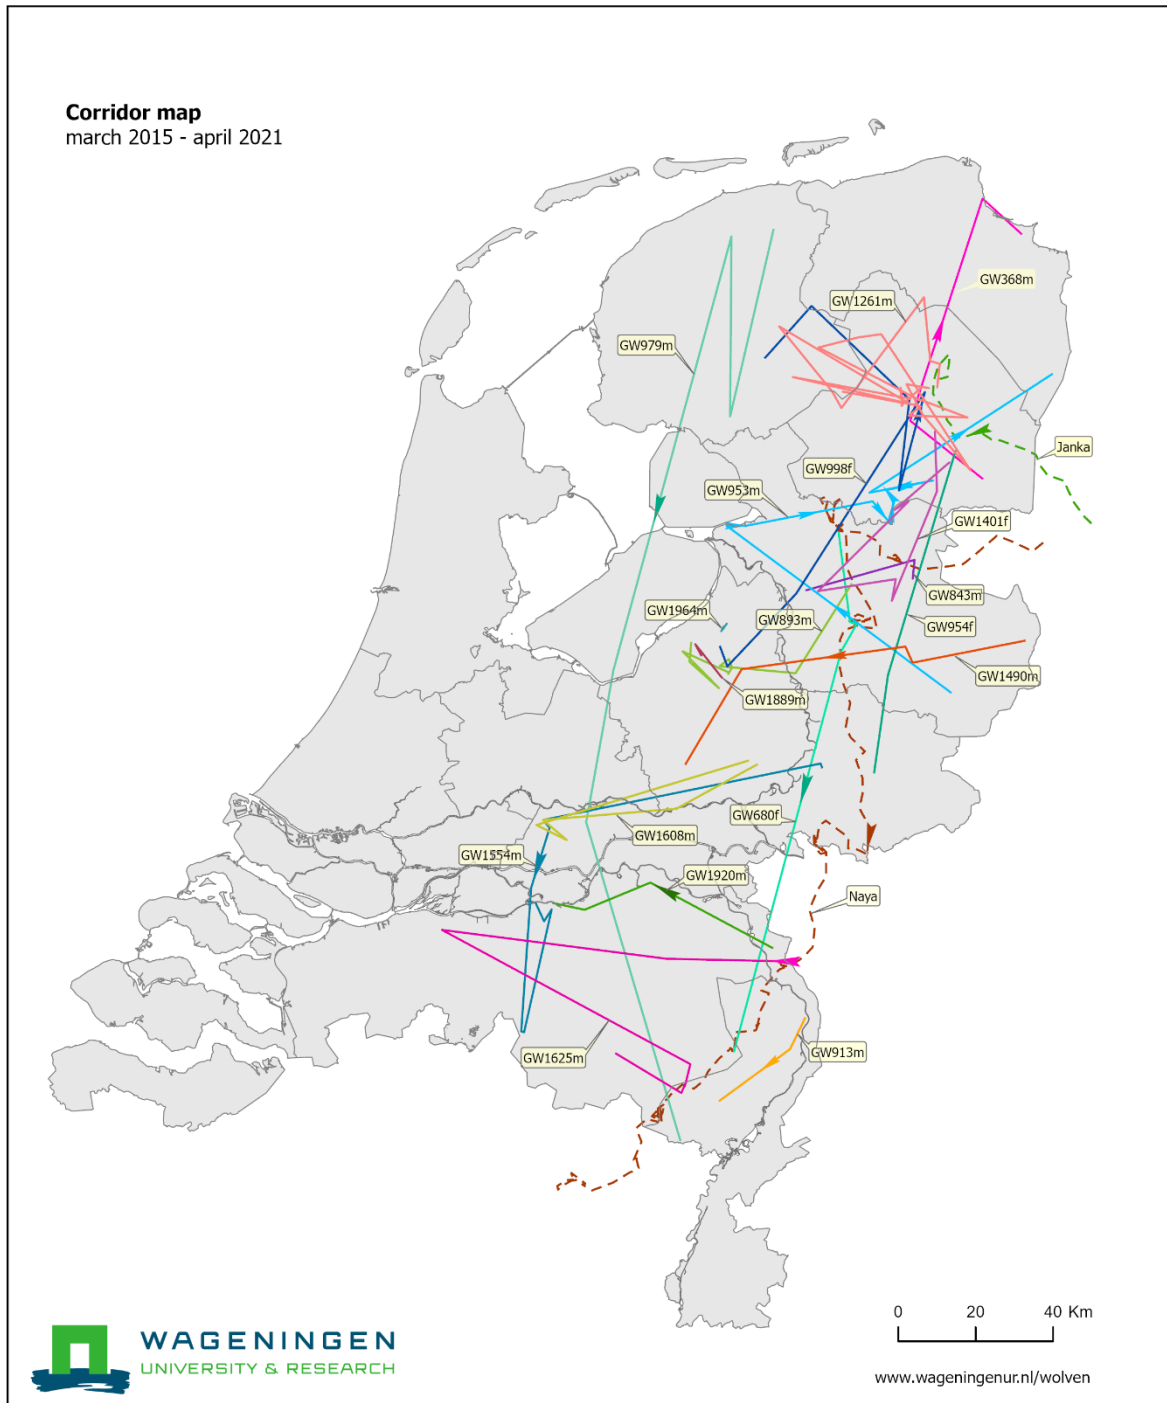 Corridor map
march 2015 - april 2021
GW368m
GW1261m
GW979m
Janka
GW998f
GW953m
GW1401f
GW843m
GW1964m
GW893m
GW954f
GW1490m
GW1889m
GW680f
GW1608m
GW1554m
GW1920m
Naya
GW913m
GW1625m
0 20 40 Km
WAGENINGEN
UNIVERSITY & RESEARCH
www.wageningenur.nl/wolven